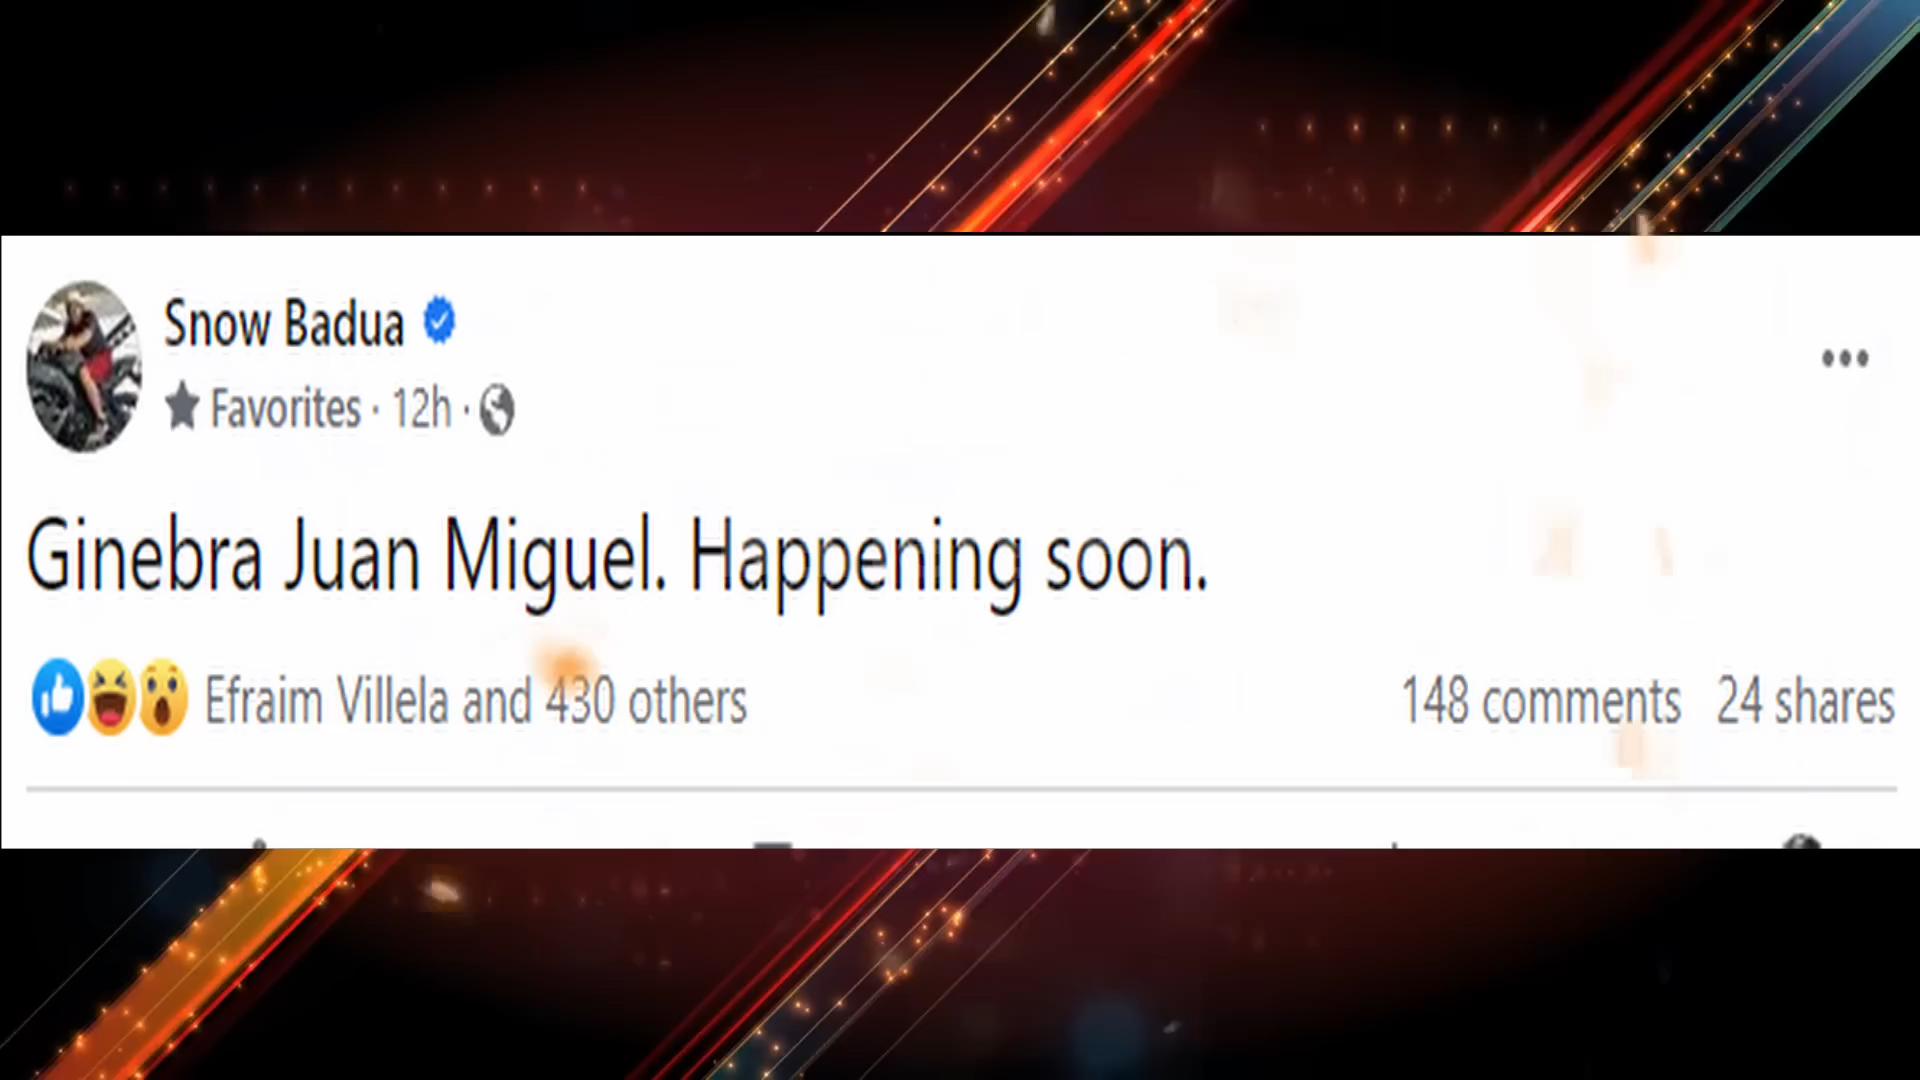 Snow Badua
Favorites · 12h ·
Ginebra Juan Miguel. Happening soon.
Efraim Villela and 430 others
148 comments 24 shares